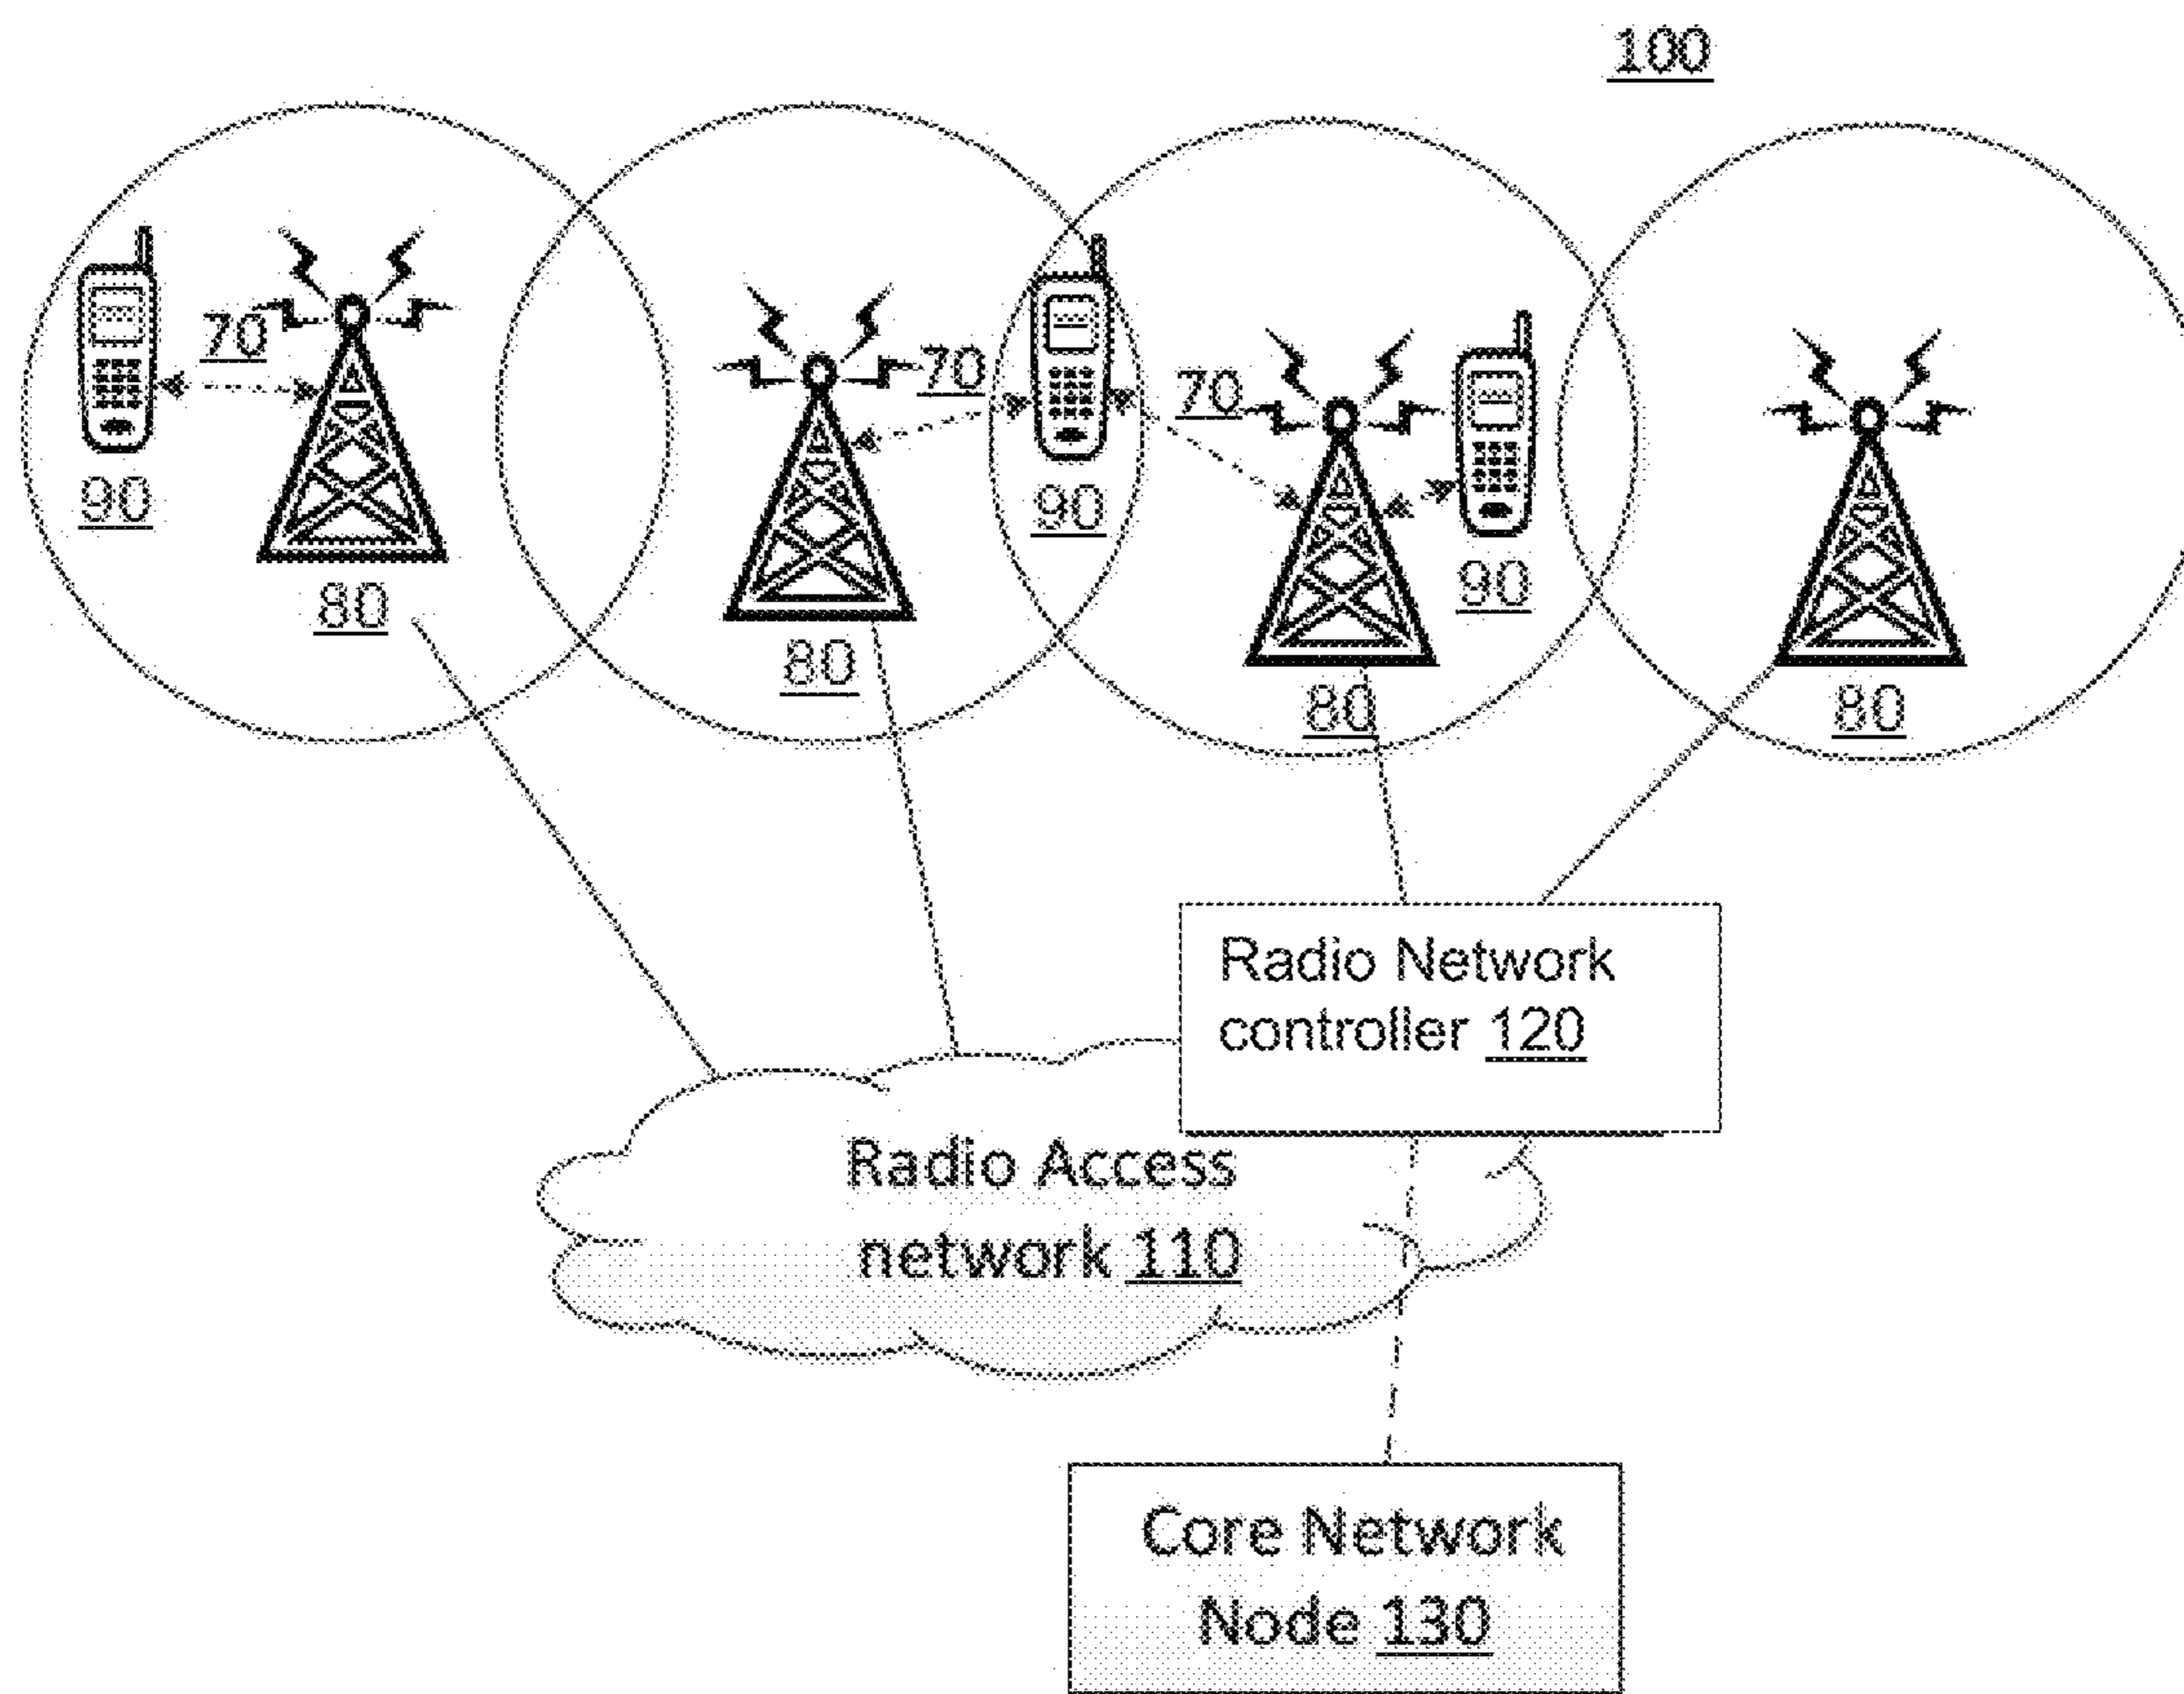 100
70
70
70
90
90
90
80
80
80
80
Radio Network
controller 120
Radio Access
network 110
Core Network
Node 130